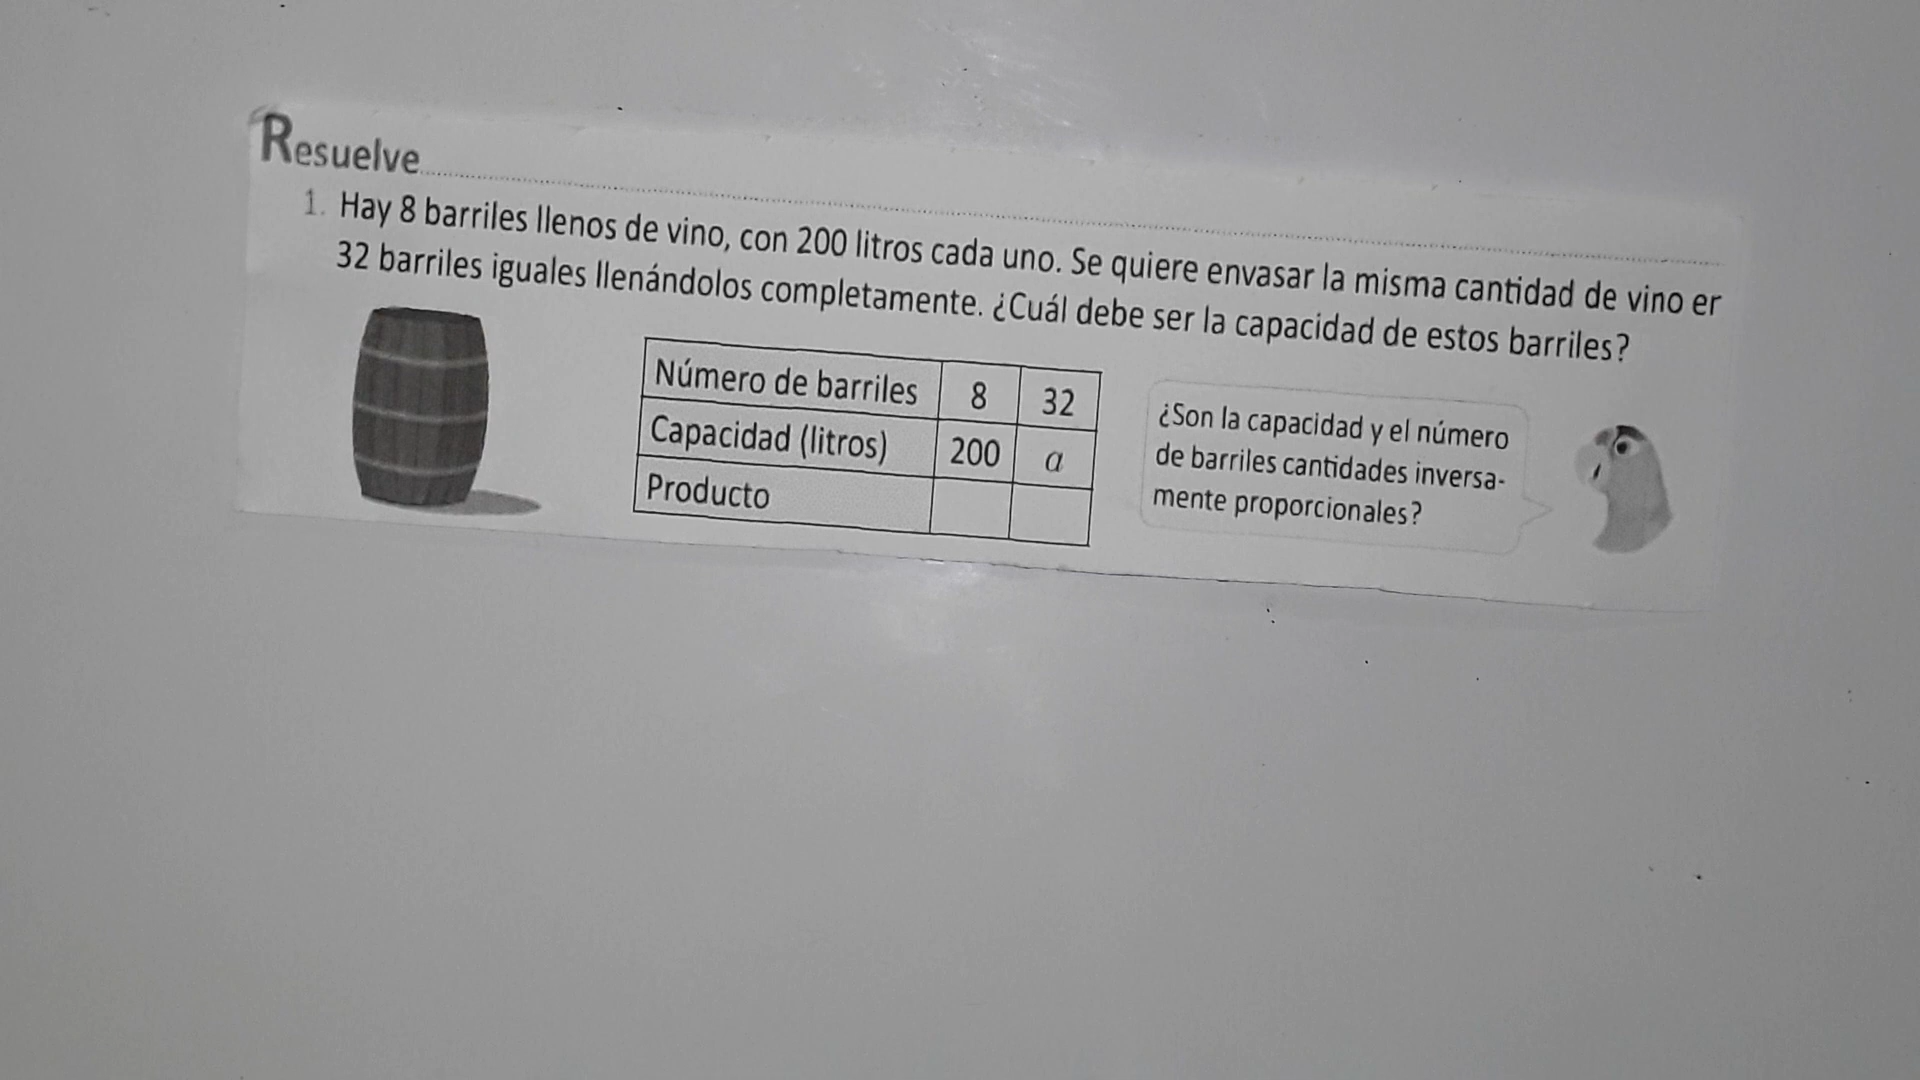 Resuelve
1. Hay 8 barriles llenos de vino, con 200 litros cada uno. Se quiere envasar la misma cantidad de vino er
32 barriles iguales llenándolos completamente. ¿Cuál debe ser la capacidad de estos barriles?
Número de barriles 8 32
Capacidad (litros) 200 a
Producto
¿Son la capacidad y el número
de barriles cantidades inversa-
mente proporcionales?